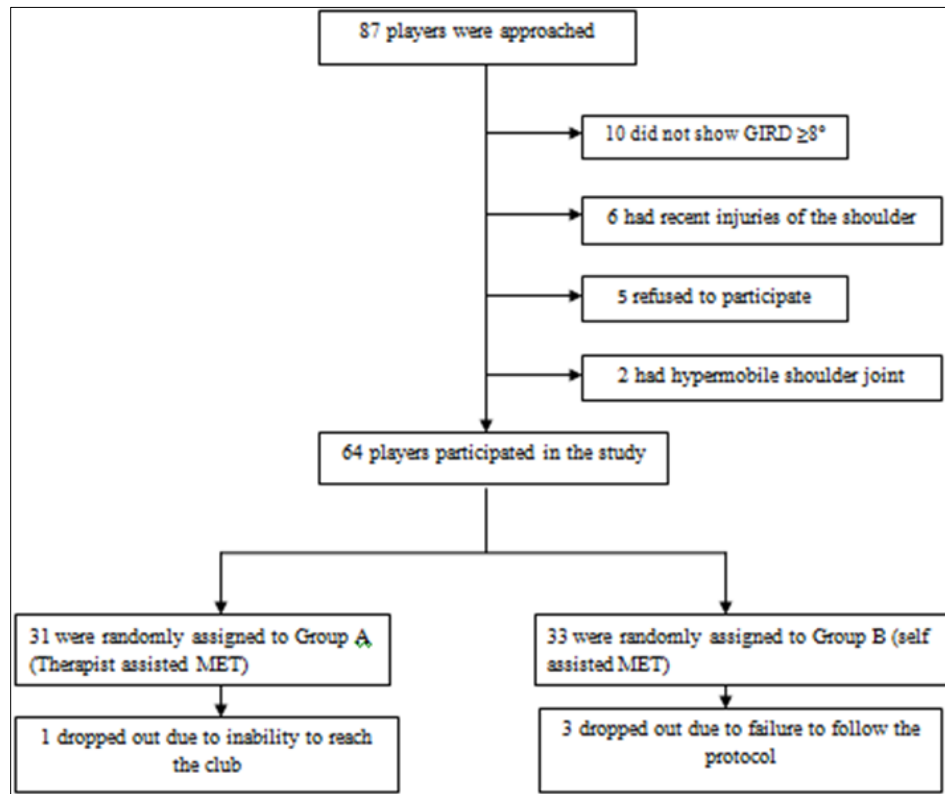 87 players were approached
10 did not show GIRD ≥8°
6 had recent injuries of the shoulder
5 refused to participate
2 had hypermobile shoulder joint
64 players participated in the study
31 were randomly assigned to Group A
(Therapist assisted MET)
33 were randomly assigned to Group B (self
assisted MET)
1 dropped out due to inability to reach
the club
3 dropped out due to failure to follow the
protocol